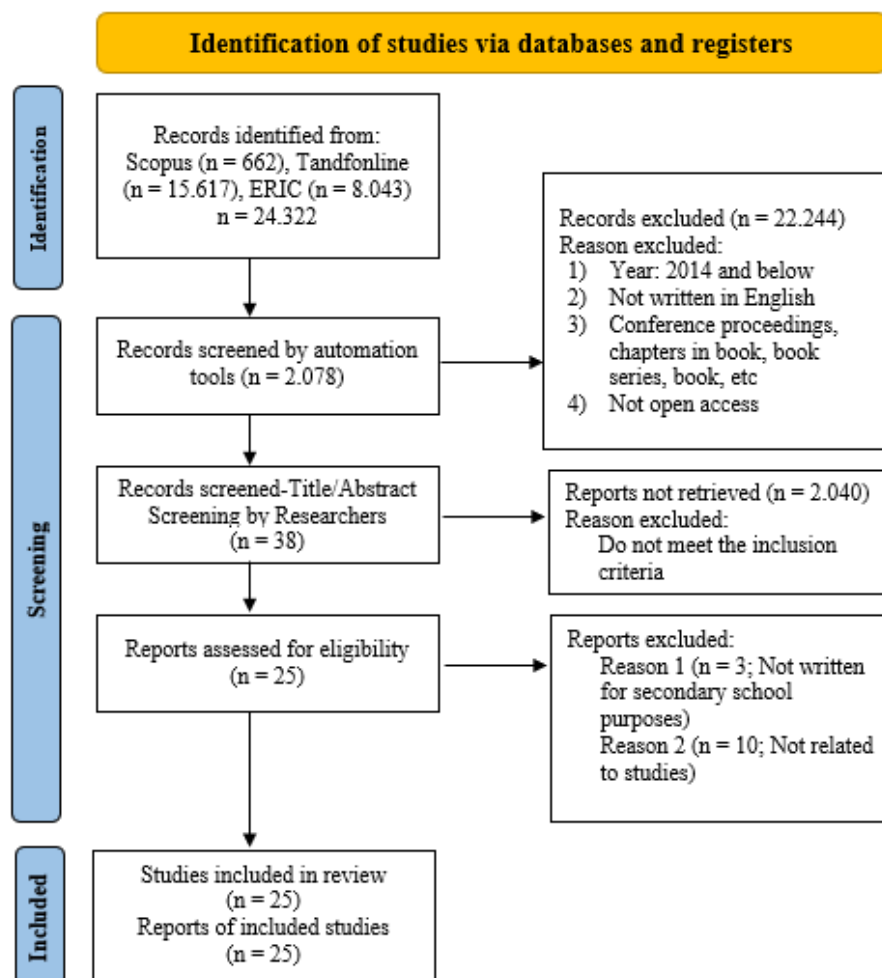 Identification of studies via databases and registers
Identification
Records identified from:
Scopus (n = 662), Tandfonline
(n = 15.617), ERIC (n = 8.043)
n = 24.322
Records excluded (n = 22.244)
Reason excluded:
1) Year: 2014 and below
2) Not written in English
3) Conference proceedings,
chapters in book, book
series, book, etc
4) Not open access
Screening
Records screened by automation
tools (n = 2.078)
Records screened-Title/Abstract
Screening by Researchers
(n = 38)
Reports not retrieved (n = 2.040)
Reason excluded:
Do not meet the inclusion
criteria
Reports assessed for eligibility
(n = 25)
Reports excluded:
Reason 1 (n = 3; Not written
for secondary school
purposes)
Reason 2 (n = 10; Not related
to studies)
Included
Studies included in review
(n = 25)
Reports of included studies
(n = 25)